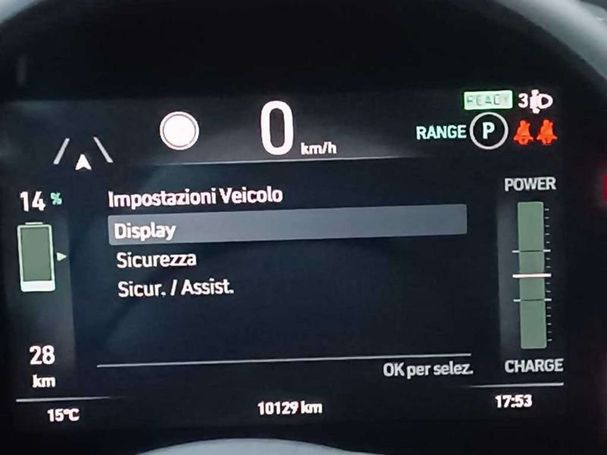 READY
0 km/h
RANGE P
14 %
Impostazioni Veicolo
POWER
Display
Sicurezza
Sicur. / Assist.
28
km
OK per selez.
CHARGE
15°C
10129 km
17:53